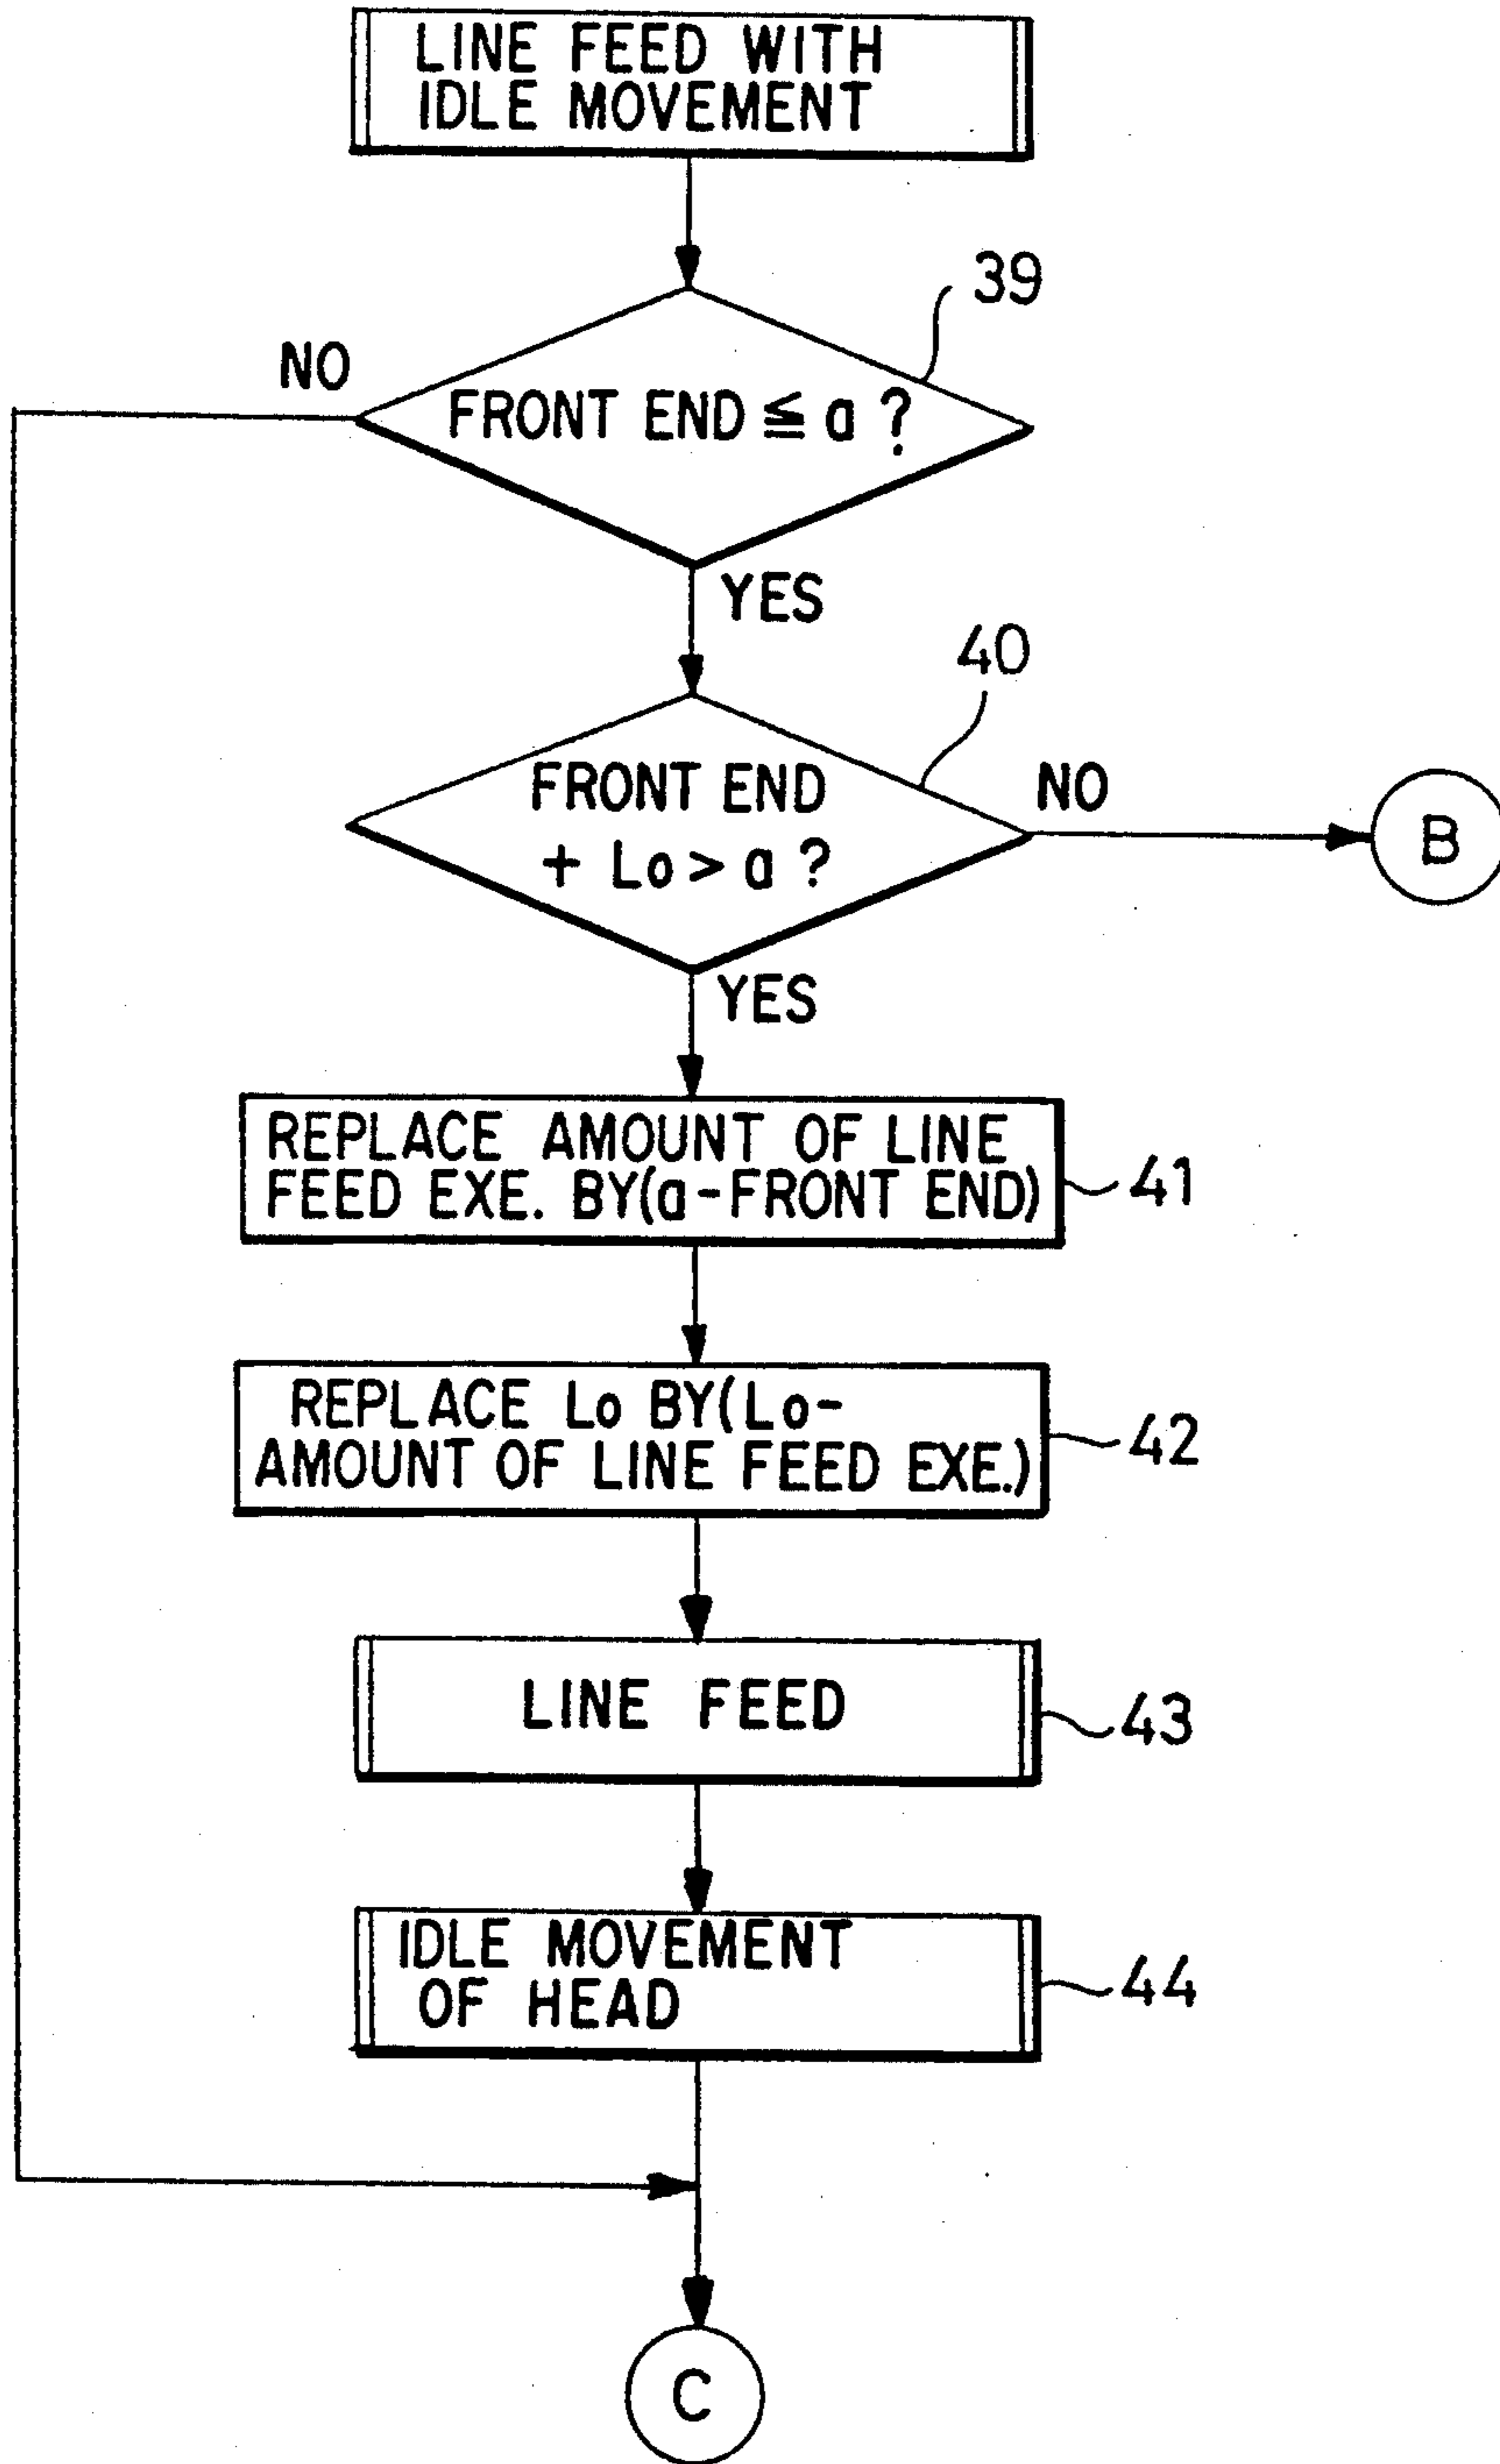 LINE FEED WITH
IDLE MOVEMENT
39
NO
FRONT END ≦ a ?
YES
40
FRONT END
+ Lo > a ?
NO
B
YES
REPLACE AMOUNT OF LINE
FEED EXE. BY(a-FRONT END)
41
REPLACE Lo BY(Lo-
AMOUNT OF LINE FEED EXE.)
42
LINE FEED
43
IDLE MOVEMENT
OF HEAD
44
C